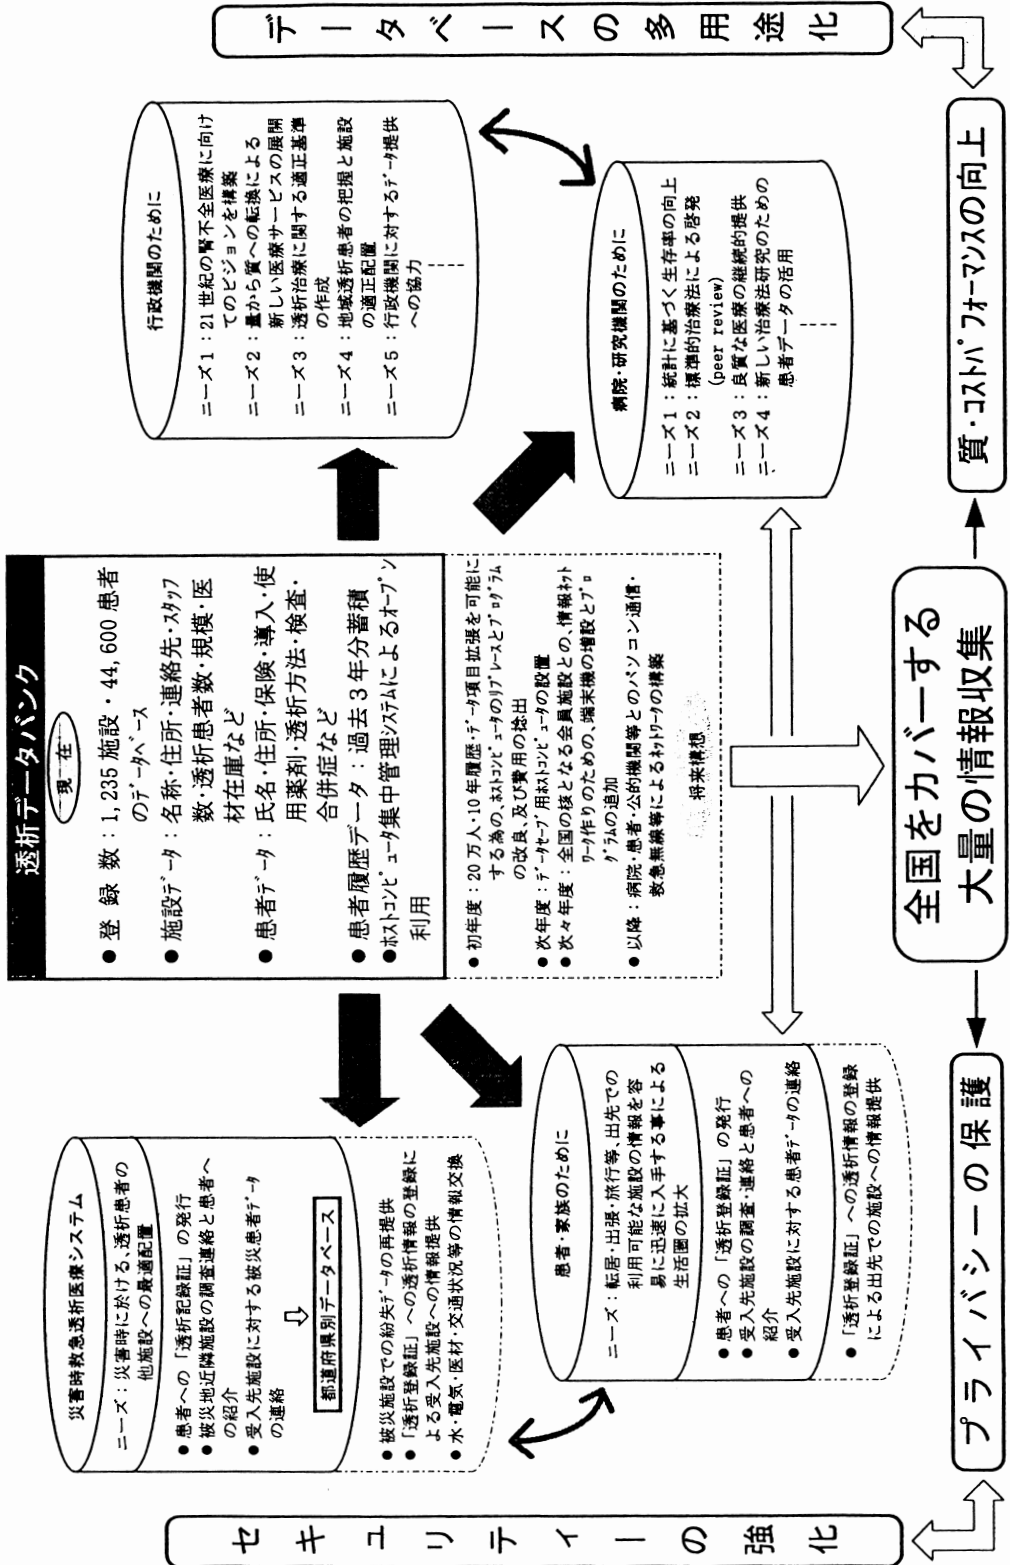 透析データバンク
現在
● 登 録 数：1,235 施設・44,600 患者
のデータベース
● 施設データ：名称・住所・連絡先・スタッフ
数・透析患者数・規模・医
材在庫など
● 患者データ：氏名・住所・保険・導入・使
用薬剤・透析方法・検査・
合併症など
● 患者履歴データ：過去３年分蓄積
●ホストコンピュータ集中管理システムによるオープン
利用
● 初年度：20 万人・10 年履歴・データ項目拡張を可能に
する為の、ホストコンピュータのリプレースとプログラム
の改良、及び費用の捻出
● 次年度：データセーブ用ホストコンピュータの設置
● 次々年度：全国の核となる会員施設との、情報ネット
ワーク作りのための、端末機の増設とプロ
グラムの追加
● 以降：病院・患者・公的機関等とのパソコン通信・
救急無線等によるネットワークの構築
将来構想
災害時救急透析医療システム
ニーズ：災害時に於ける、透析患者の
他施設への最適配置
● 患者への「透析記録証」の発行
● 被災地近隣施設の調査連絡と患者へ
の紹介
● 受入先施設に対する被災患者データ
の連絡
都道府県別データベース
● 被災施設での紛失データの再提供
● 「透析登録証」への透析情報の登録に
よる受入先施設への情報提供
● 水・電気・医材・交通状況等の情報交換
患者・家族のために
ニーズ：転居・出張・旅行等、出先での
利用可能な施設の情報を容
易に迅速に入手する事による
生活圏の拡大
● 患者への「透析登録証」の発行
● 受入先施設の調査・連絡と患者への
紹介
● 受入先施設に対する患者データの連絡
● 「透析登録証」への透析情報の登録
による出先での施設への情報提供
行政機関のために
ニーズ１：21 世紀の腎不全医療に向け
てのビジョンを構築
ニーズ２：量から質への転換による
新しい医療サービスの展開
ニーズ３：透析治療に関する適正基準
の作成
ニーズ４：地域透析患者の把握と施設
の適正配置
ニーズ５：行政機関に対するデータ提供
への協力
病院・研究機関のために
ニーズ１：統計に基づく生存率の向上
ニーズ２：標準的治療法による啓発
(peer review)
ニーズ３：良質な医療の継続的提供
ニーズ４：新しい治療法研究のための
患者データの活用
セキュリティーの強化
データベースの多用途化
プライバシーの保護
全国をカバーする
大量の情報収集
質・コストパフォーマンスの向上